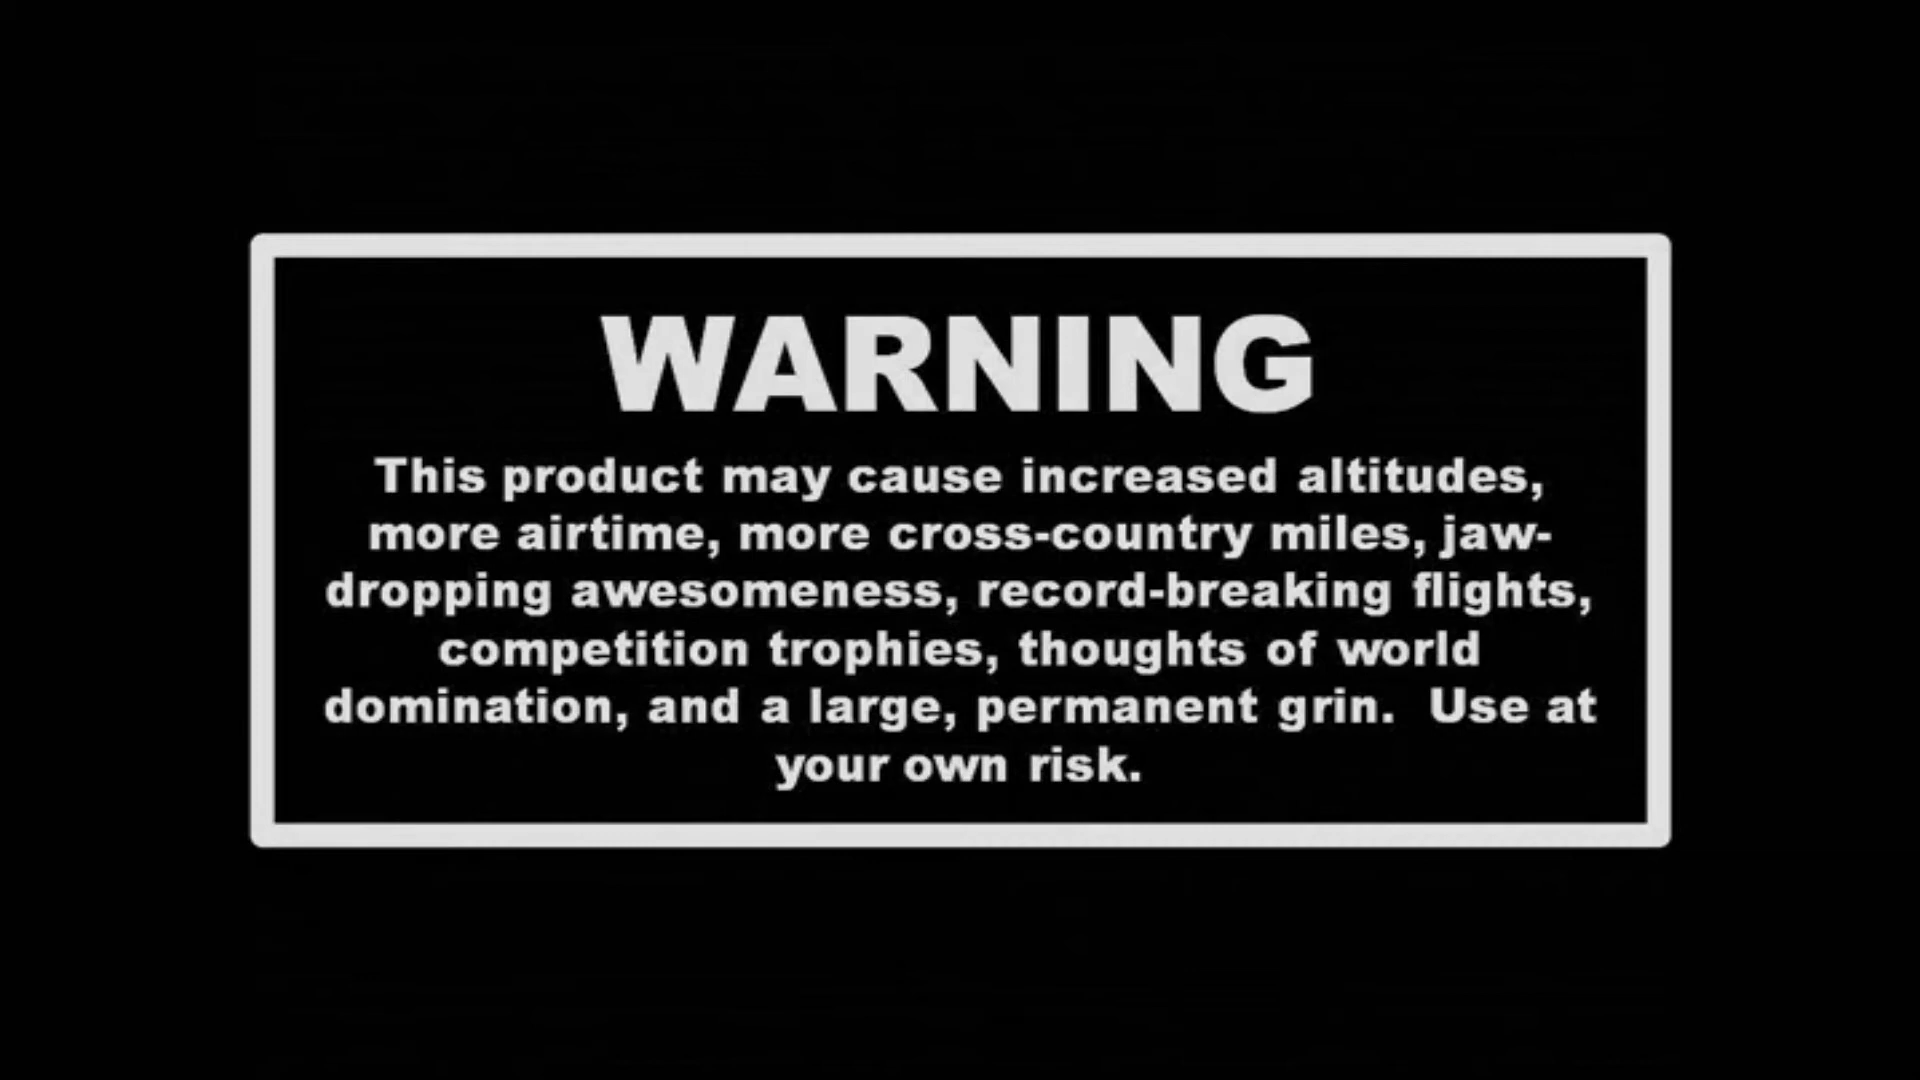 WARNING
This product may cause increased altitudes,
more airtime, more cross-country miles, jaw-
dropping awesomeness, record-breaking flights,
competition trophies, thoughts of world
domination, and a large, permanent grin.  Use at
your own risk.